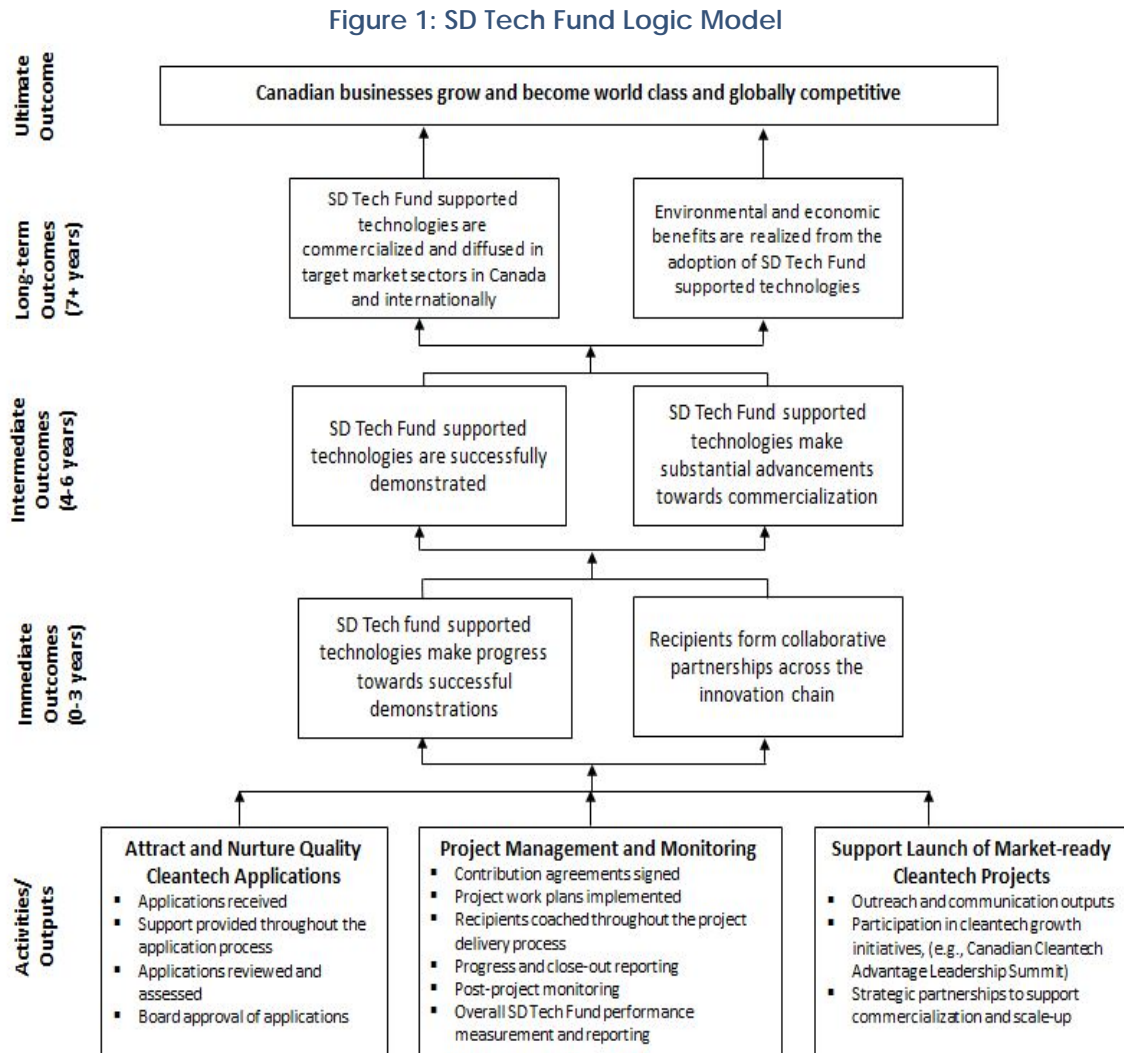 Figure 1: SD Tech Fund Logic Model
Ultimate
Outcome
Canadian businesses grow and become world class and globally competitive
Long-term
Outcomes
(7+ years)
SD Tech Fund supported
technologies are
commercialized and diffused in
target market sectors in Canada
and internationally
Environmental and economic
benefits are realized from the
adoption of SD Tech Fund
supported technologies
Intermediate
Outcomes
(4-6 years)
SD Tech Fund supported
technologies are successfully
demonstrated
SD Tech Fund supported
technologies make
substantial advancements
towards commercialization
Immediate
Outcomes
(0-3 years)
SD Tech fund supported
technologies make progress
towards successful
demonstrations
Recipients form collaborative
partnerships across the
innovation chain
Activities/
Outputs
Attract and Nurture Quality
Cleantech Applications
▪ Applications received
▪ Support provided throughout the
application process
▪ Applications reviewed and
assessed
▪ Board approval of applications
Project Management and Monitoring
▪ Contribution agreements signed
▪ Project work plans implemented
▪ Recipients coached throughout the project
delivery process
▪ Progress and close-out reporting
▪ Post-project monitoring
▪ Overall SD Tech Fund performance
measurement and reporting
Support Launch of Market-ready
Cleantech Projects
▪ Outreach and communication outputs
▪ Participation in cleantech growth
initiatives, (e.g., Canadian Cleantech
Advantage Leadership Summit)
▪ Strategic partnerships to support
commercialization and scale-up